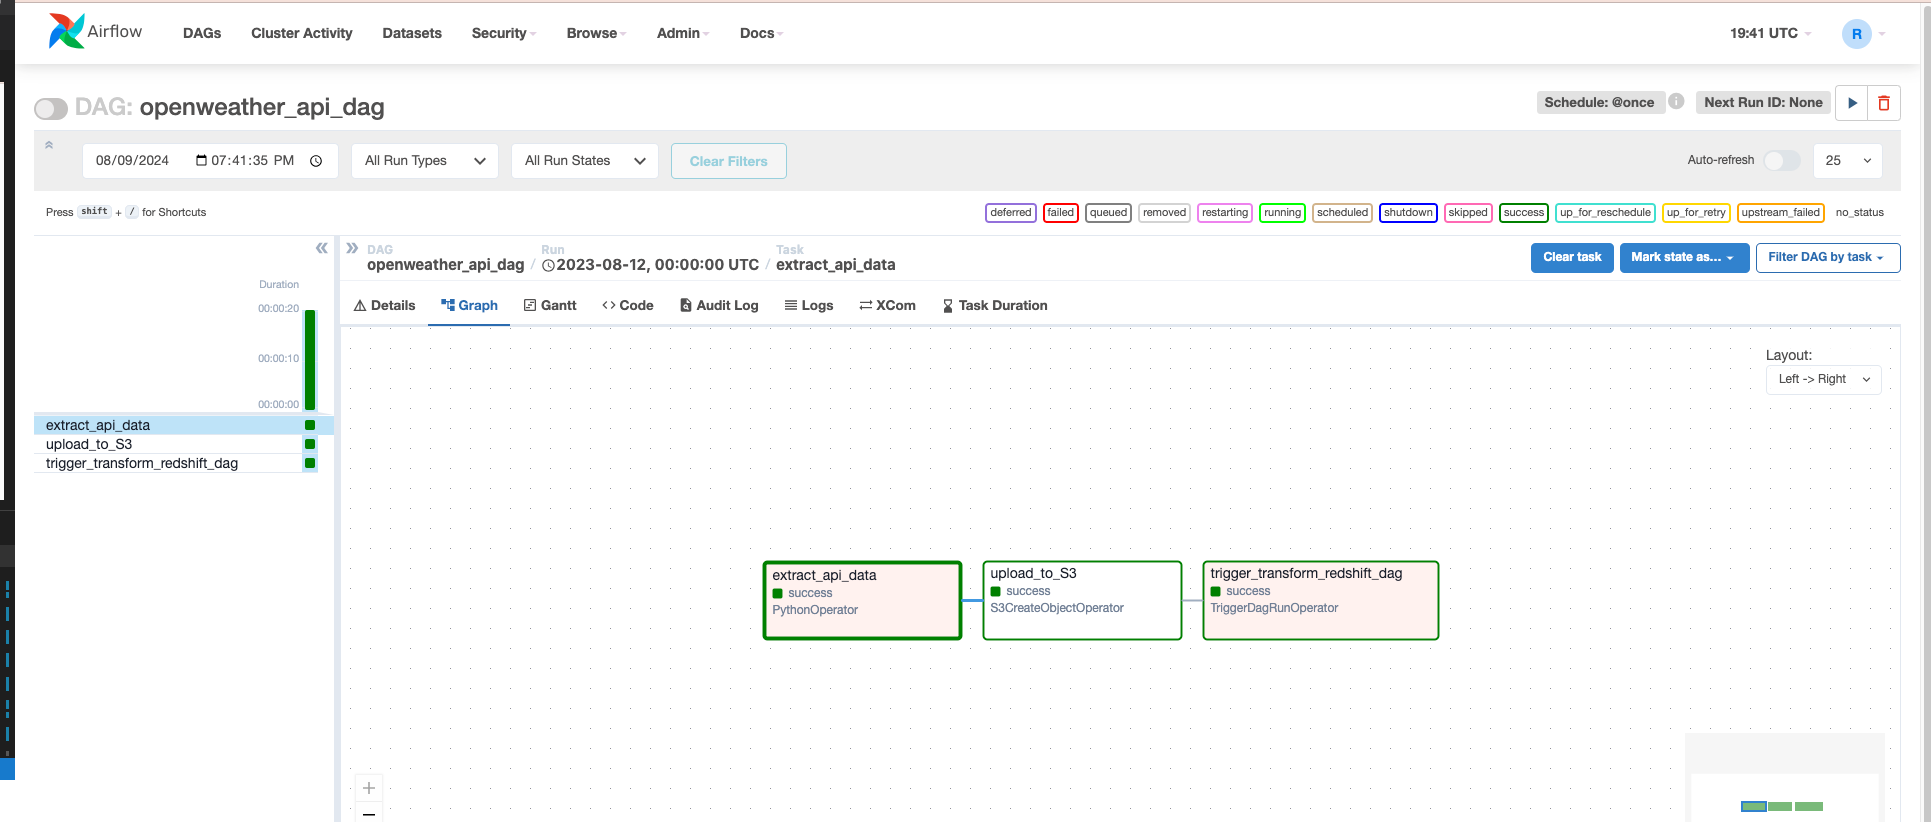 Airflow DAGs Cluster Activity Datasets Security Browse Admin Docs 19:41 UTC R
DAG: openweather_api_dag Schedule: @once i Next Run ID: None
08/09/2024 07:41:35 PM All Run Types All Run States Clear Filters Auto-refresh 25
Press shift + / for Shortcuts deferred failed queued removed restarting running scheduled shutdown skipped success up_for_reschedule up_for_retry upstream_failed no_status
DAG Run Task
openweather_api_dag / 2023-08-12, 00:00:00 UTC / extract_api_data Clear task Mark state as... Filter DAG by task
Duration
00:00:20
00:00:10
00:00:00
extract_api_data
upload_to_S3
trigger_transform_redshift_dag
Details Graph Gantt Code Audit Log Logs XCom Task Duration
Layout:
Left -> Right
extract_api_data
success
PythonOperator
upload_to_S3
success
S3CreateObjectOperator
trigger_transform_redshift_dag
success
TriggerDagRunOperator